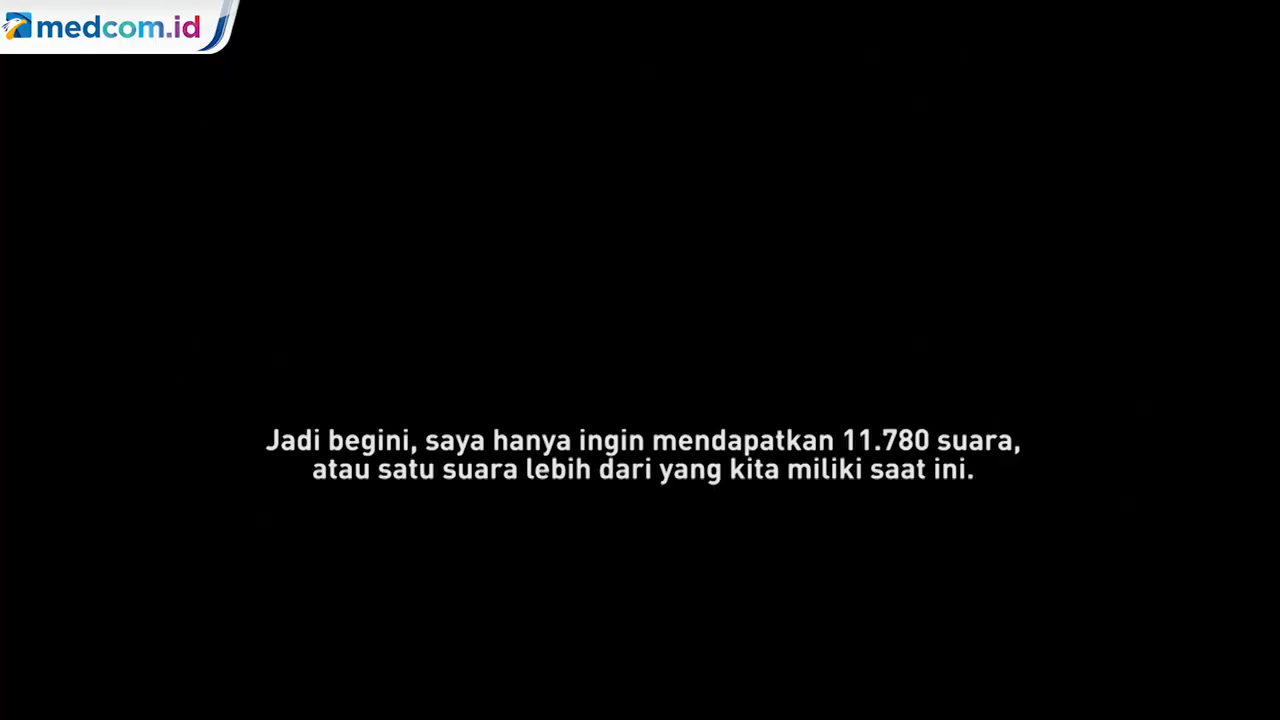 medcom.id
Jadi begini, saya hanya ingin mendapatkan 11.780 suara,
atau satu suara lebih dari yang kita miliki saat ini.